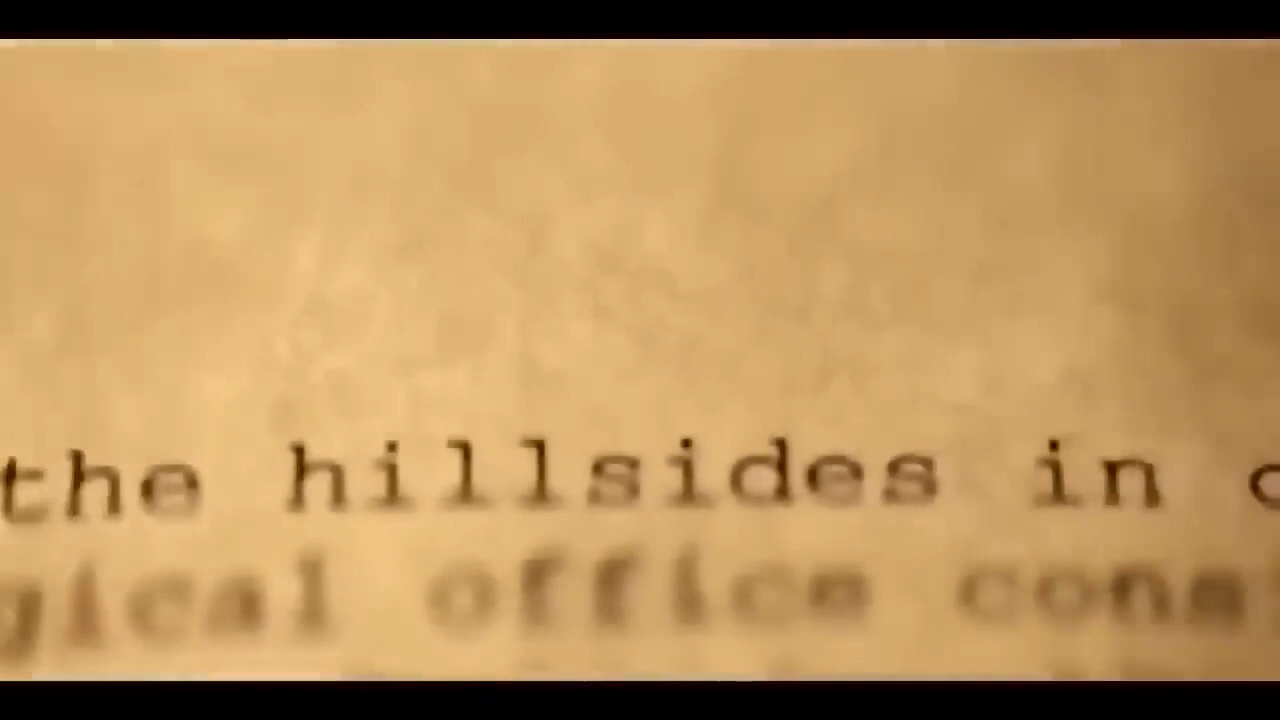 the hillsides in
gical office cons